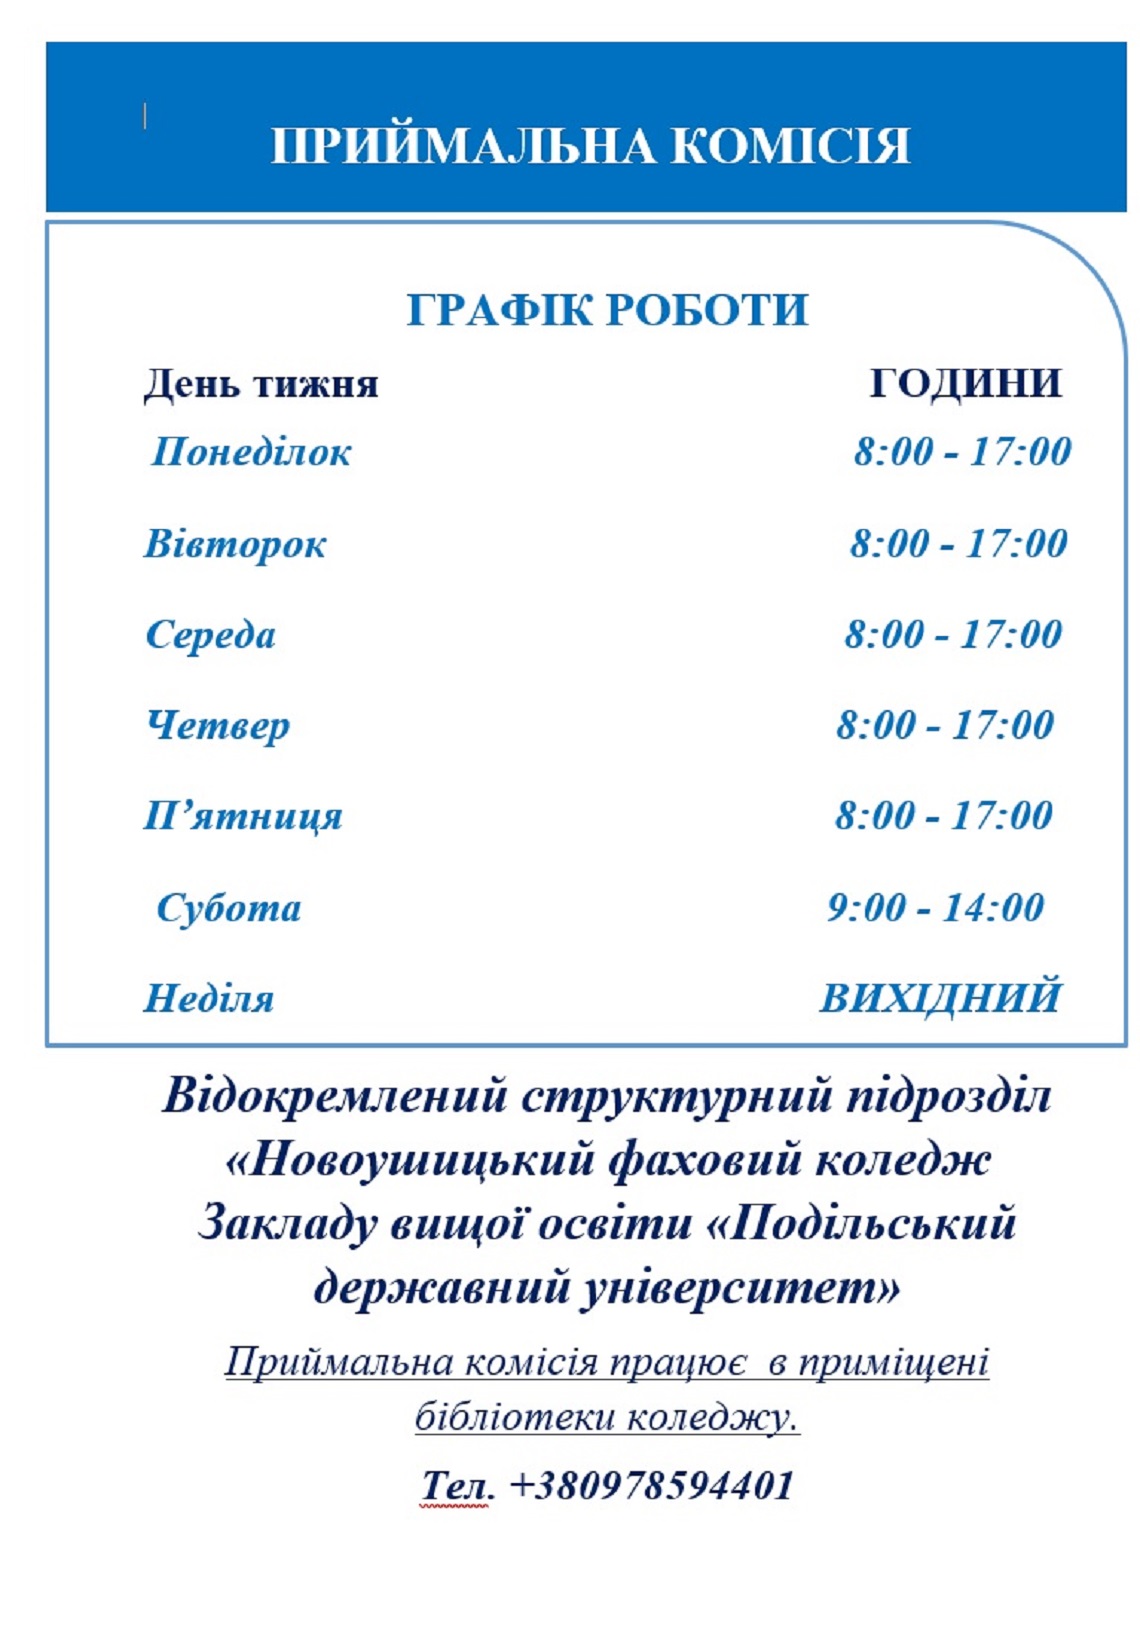 ПРИЙМАЛЬНА КОМІСІЯ
ГРАФІК РОБОТИ
День тижня ГОДИНИ
Понеділок 8:00 - 17:00
Вівторок 8:00 - 17:00
Середа 8:00 - 17:00
Четвер 8:00 - 17:00
П’ятниця 8:00 - 17:00
Субота 9:00 - 14:00
Неділя ВИХІДНИЙ
Відокремлений структурний підрозділ
«Новоушицький фаховий коледж
Закладу вищої освіти «Подільський
державний університет»
Приймальна комісія працює в приміщені
бібліотеки коледжу.
Тел. +380978594401